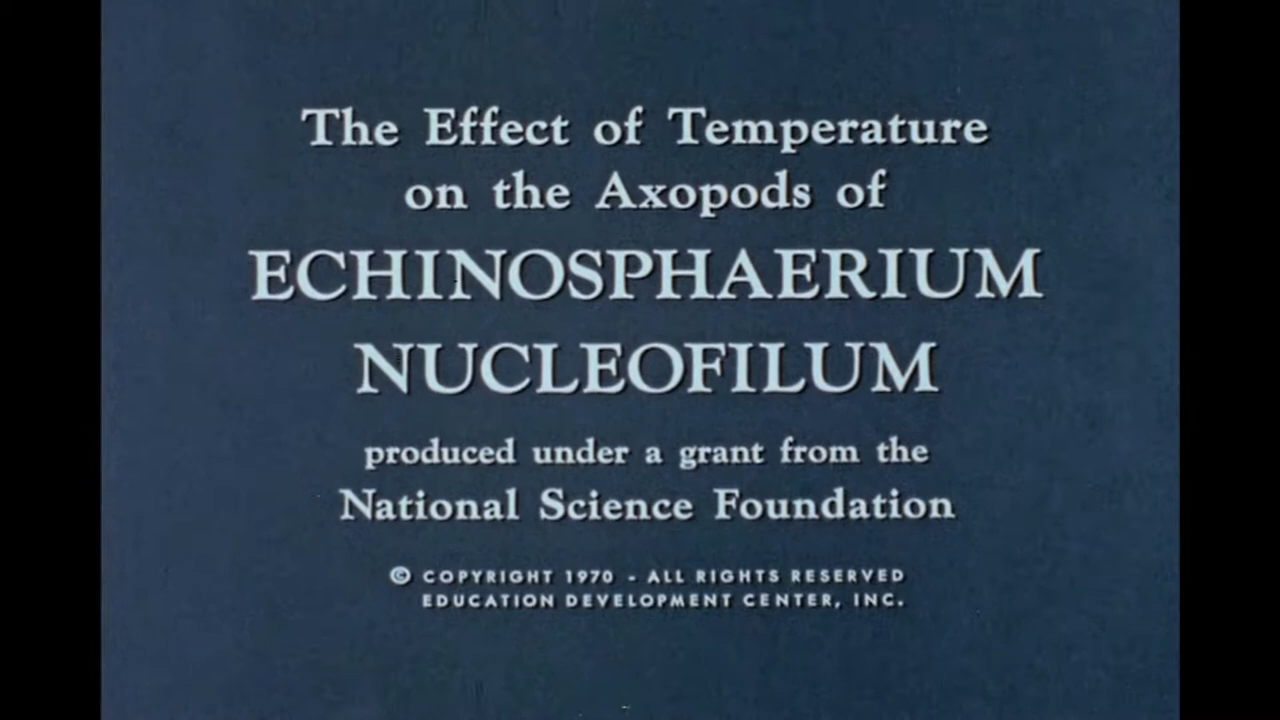 The Effect of Temperature
on the Axopods of
ECHINOSPHAERIUM
NUCLEOFILUM
produced under a grant from the
National Science Foundation
© COPYRIGHT 1970 - ALL RIGHTS RESERVED
EDUCATION DEVELOPMENT CENTER, INC.